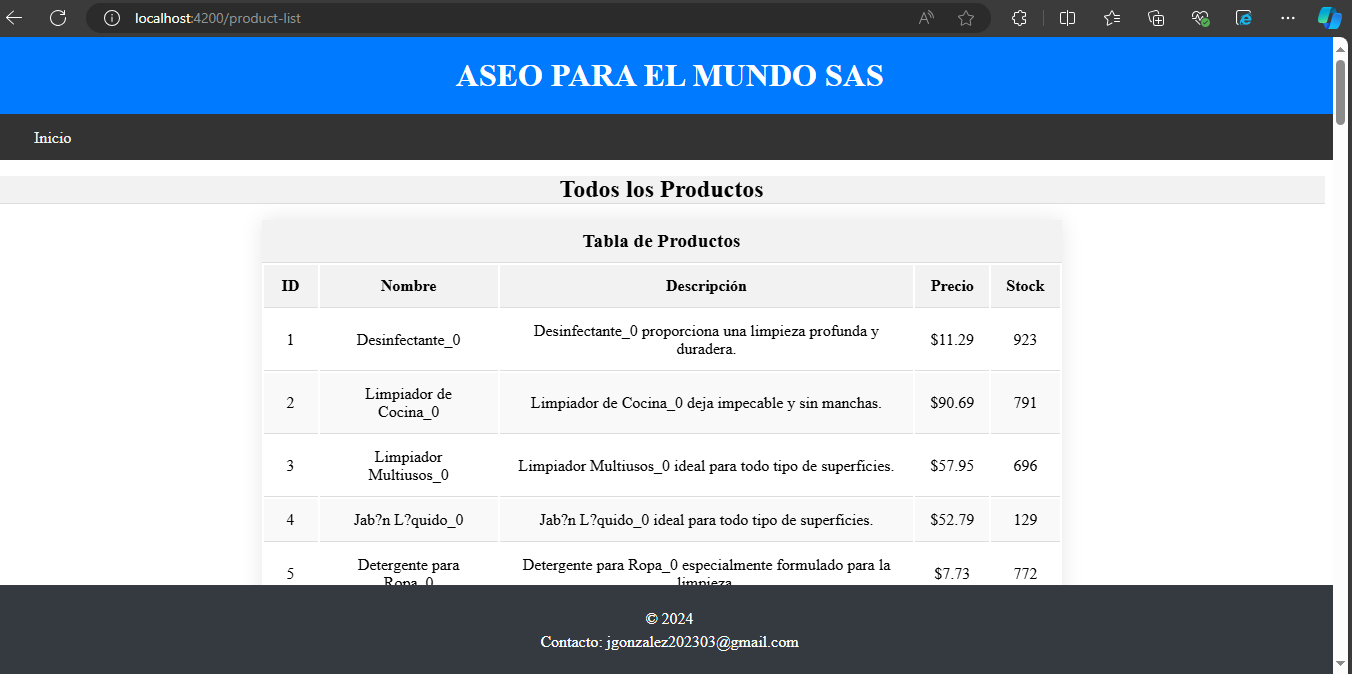 localhost:4200/product-list
ASEO PARA EL MUNDO SAS
Inicio
Todos los Productos
Tabla de Productos
ID Nombre Descripción Precio Stock
1 Desinfectante_0 Desinfectante_0 proporciona una limpieza profunda y duradera. $11.29 923
2 Limpiador de Cocina_0 Limpiador de Cocina_0 deja impecable y sin manchas. $90.69 791
3 Limpiador Multiusos_0 Limpiador Multiusos_0 ideal para todo tipo de superficies. $57.95 696
4 Jab?n L?quido_0 Jab?n L?quido_0 ideal para todo tipo de superficies. $52.79 129
5 Detergente para Ropa_0 Detergente para Ropa_0 especialmente formulado para la limpieza $7.73 772
© 2024
Contacto: jgonzalez202303@gmail.com